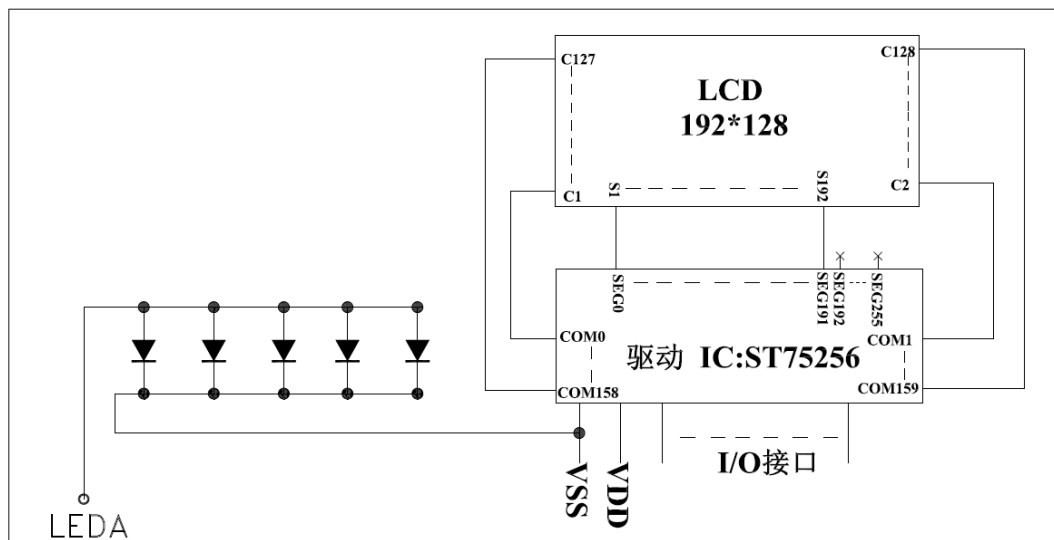 C127
C128
LCD
192*128
C1
S1
S192
C2
SEG0
SEG191
SEG192
SEG255
COM0
驱动 IC:ST75256
COM1
COM158
COM159
VSS
VDD
I/O接口
LEDA